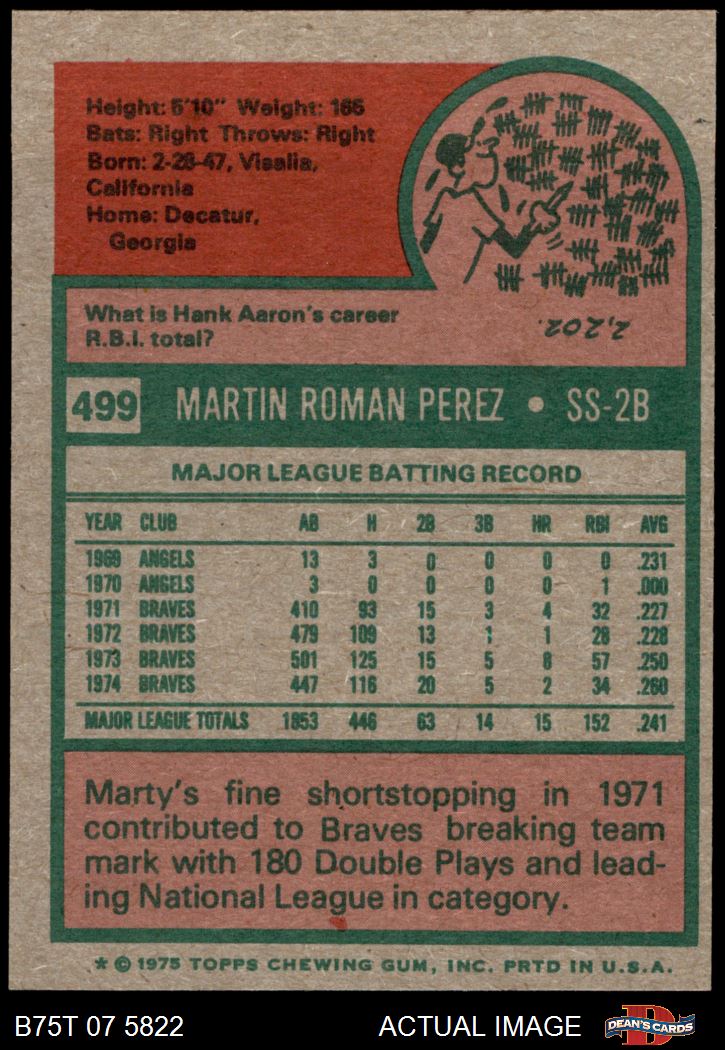 Height: 5'10" Weight: 165
Bats: Right Throws: Right
Born: 2-28-47, Visalia,
California
Home: Decatur,
Georgia
What is Hank Aaron's career
R.B.I. total?
2,202.
499 MARTIN ROMAN PEREZ • SS-2B
MAJOR LEAGUE BATTING RECORD
YEAR CLUB AB H 2B 3B HR RBI AVG
1969 ANGELS 13 3 0 0 0 0 .231
1970 ANGELS 3 0 0 0 0 1 .000
1971 BRAVES 410 93 15 3 4 32 .227
1972 BRAVES 479 109 13 1 1 28 .228
1973 BRAVES 501 125 15 5 8 57 .250
1974 BRAVES 447 116 20 5 2 34 .260
MAJOR LEAGUE TOTALS 1853 446 63 14 15 152 .241
Marty's fine shortstopping in 1971
contributed to Braves breaking team
mark with 180 Double Plays and lead-
ing National League in category.
* © 1975 TOPPS CHEWING GUM, INC. PRTD IN U.S.A.
B75T 07 5822 ACTUAL IMAGE DEAN'S CARDS